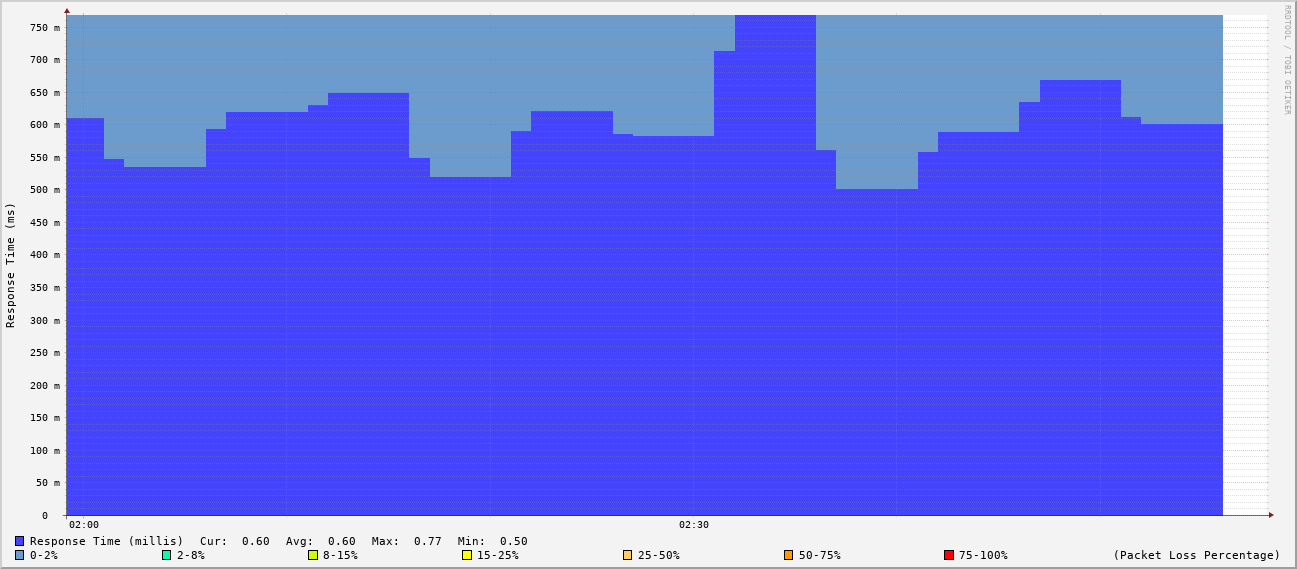 RRDTOOL / TOBI OETIKER
Response Time (ms)
750 m
700 m
650 m
600 m
550 m
500 m
450 m
400 m
350 m
300 m
250 m
200 m
150 m
100 m
50 m
0
02:00 02:30
Response Time (millis) Cur: 0.60 Avg: 0.60 Max: 0.77 Min: 0.50
0-2% 2-8% 8-15% 15-25% 25-50% 50-75% 75-100% (Packet Loss Percentage)